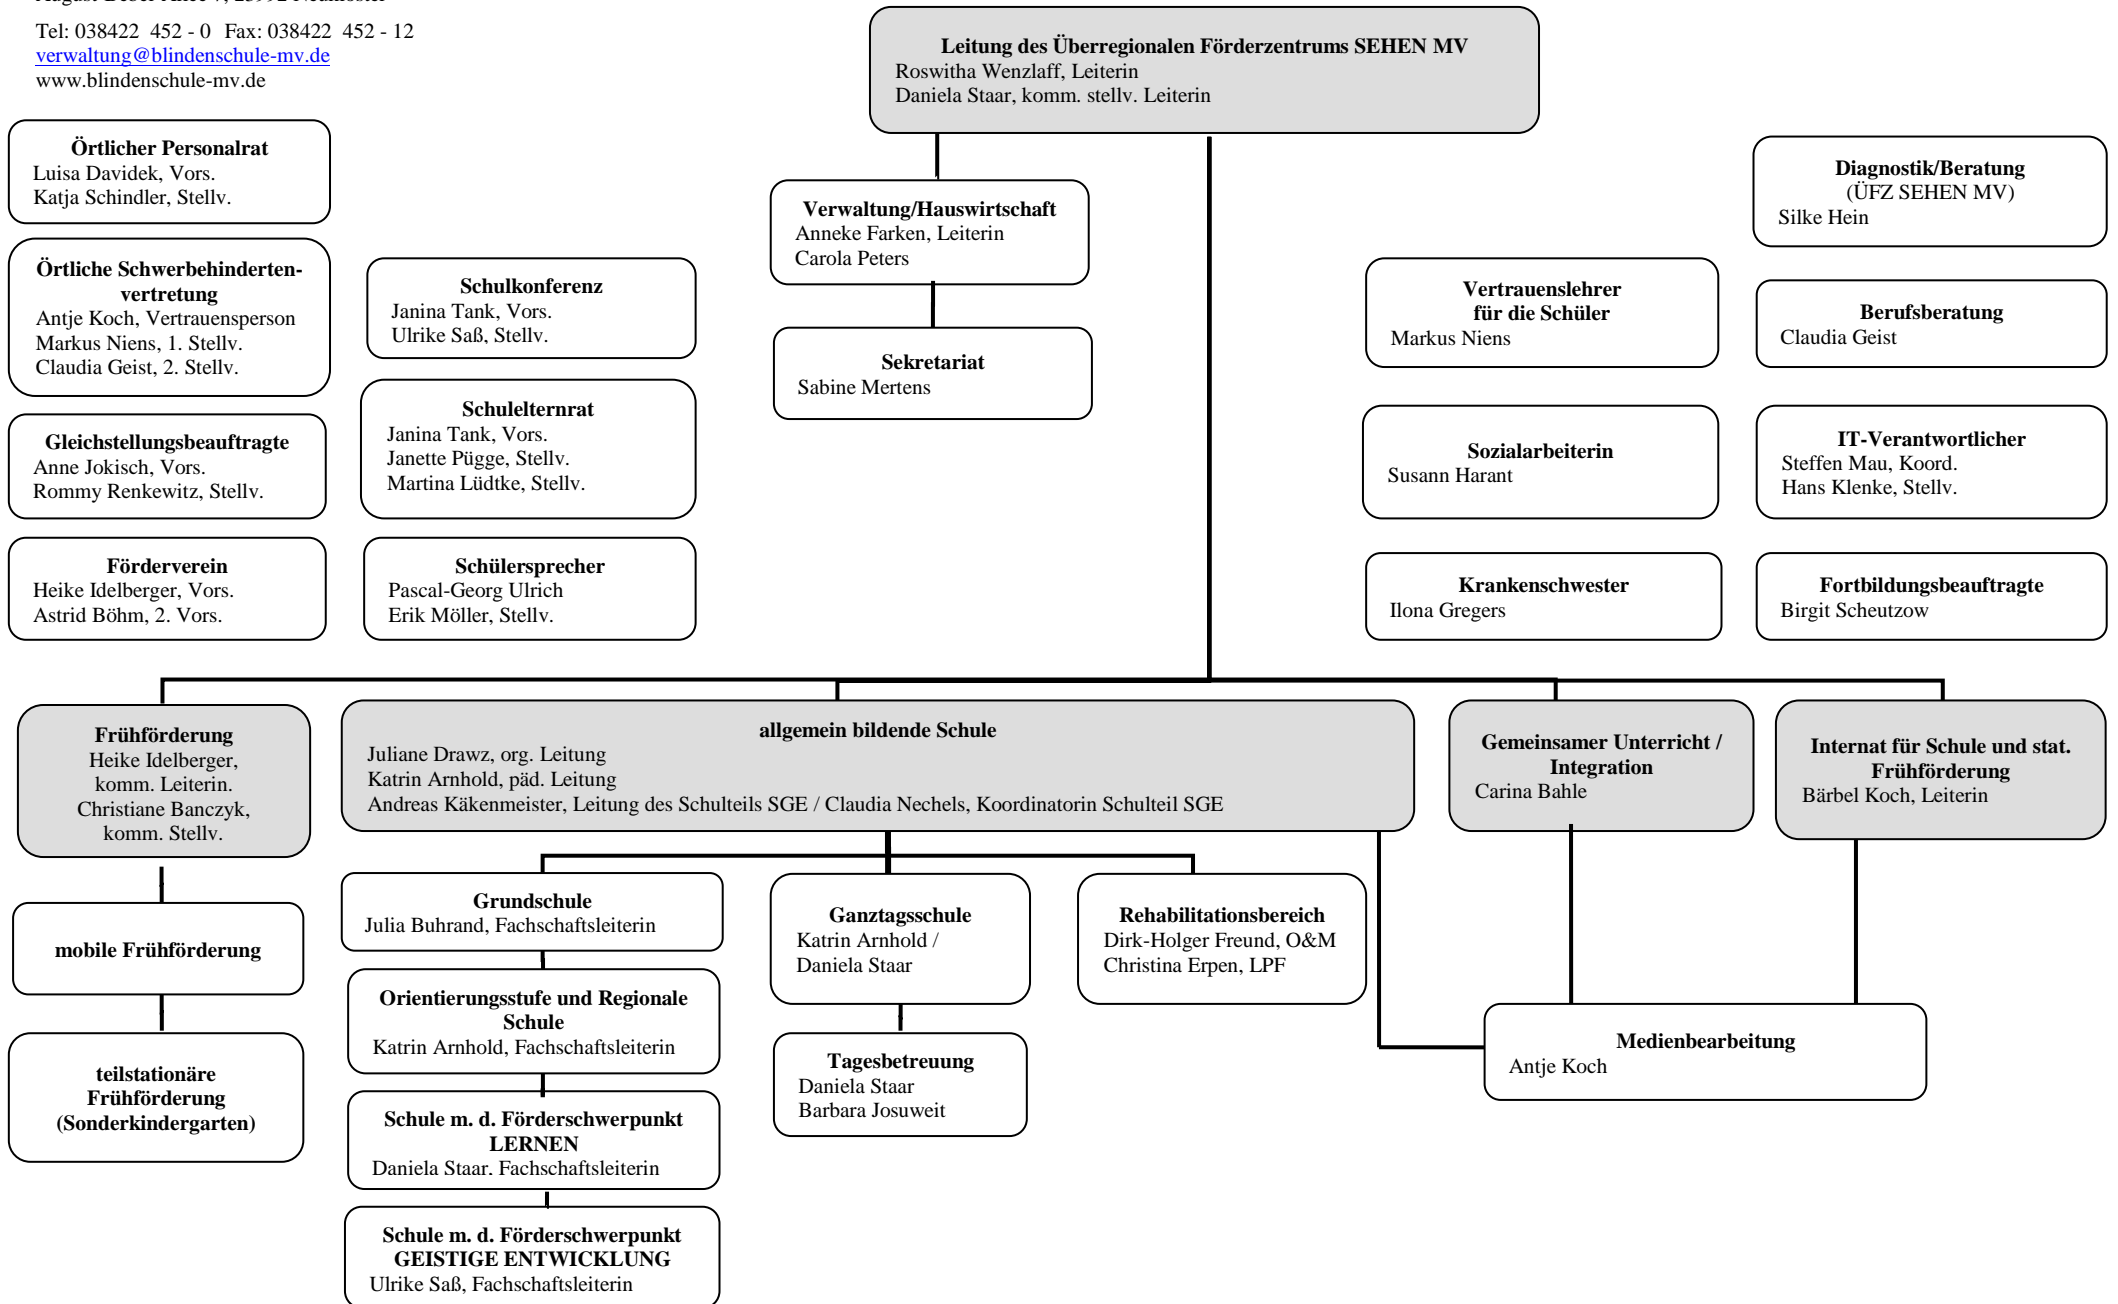 Tel: 038422 452 - 0 Fax: 038422 452 - 12
verwaltung@blindenschule-mv.de
www.blindenschule-mv.de
Leitung des Überregionalen Förderzentrums SEHEN MV
Roswitha Wenzlaff, Leiterin
Daniela Staar, komm. stellv. Leiterin
Örtlicher Personalrat
Luisa Davidek, Vors.
Katja Schindler, Stellv.
Örtliche Schwerbehinderten-
vertretung
Antje Koch, Vertrauensperson
Markus Niens, 1. Stellv.
Claudia Geist, 2. Stellv.
Gleichstellungsbeauftragte
Anne Jokisch, Vors.
Rommy Renkewitz, Stellv.
Förderverein
Heike Idelberger, Vors.
Astrid Böhm, 2. Vors.
Schulkonferenz
Janina Tank, Vors.
Ulrike Saß, Stellv.
Schulelternrat
Janina Tank, Vors.
Janette Pügge, Stellv.
Martina Lüdtke, Stellv.
Schülersprecher
Pascal-Georg Ulrich
Erik Möller, Stellv.
Verwaltung/Hauswirtschaft
Anneke Farken, Leiterin
Carola Peters
Sekretariat
Sabine Mertens
Vertrauenslehrer
für die Schüler
Markus Niens
Sozialarbeiterin
Susann Harant
Krankenschwester
Ilona Gregers
Diagnostik/Beratung
(ÜFZ SEHEN MV)
Silke Hein
Berufsberatung
Claudia Geist
IT-Verantwortlicher
Steffen Mau, Koord.
Hans Klenke, Stellv.
Fortbildungsbeauftragte
Birgit Scheutzow
Frühförderung
Heike Idelberger,
komm. Leiterin.
Christiane Banczyk,
komm. Stellv.
mobile Frühförderung
teilstationäre
Frühförderung
(Sonderkindergarten)
allgemein bildende Schule
Juliane Drawz, org. Leitung
Katrin Arnhold, päd. Leitung
Andreas Käkenmeister, Leitung des Schulteils SGE / Claudia Nechels, Koordinatorin Schulteil SGE
Grundschule
Julia Buhrand, Fachschaftsleiterin
Orientierungsstufe und Regionale
Schule
Katrin Arnhold, Fachschaftsleiterin
Schule m. d. Förderschwerpunkt
LERNEN
Daniela Staar. Fachschaftsleiterin
Schule m. d. Förderschwerpunkt
GEISTIGE ENTWICKLUNG
Ulrike Saß, Fachschaftsleiterin
Ganztagsschule
Katrin Arnhold /
Daniela Staar
Tagesbetreuung
Daniela Staar
Barbara Josuweit
Rehabilitationsbereich
Dirk-Holger Freund, O&M
Christina Erpen, LPF
Gemeinsamer Unterricht /
Integration
Carina Bahle
Internat für Schule und stat.
Frühförderung
Bärbel Koch, Leiterin
Medienbearbeitung
Antje Koch